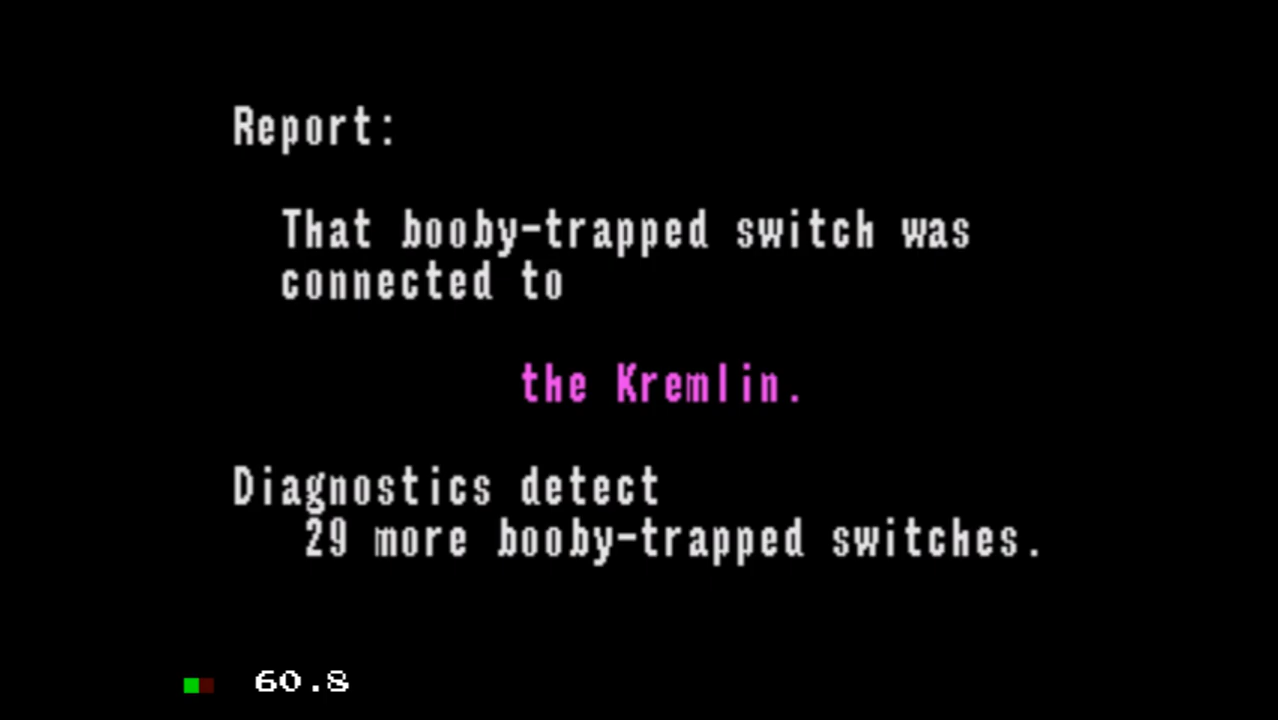 Report:
That booby-trapped switch was
connected to
the Kremlin.
Diagnostics detect
29 more booby-trapped switches.
60.8